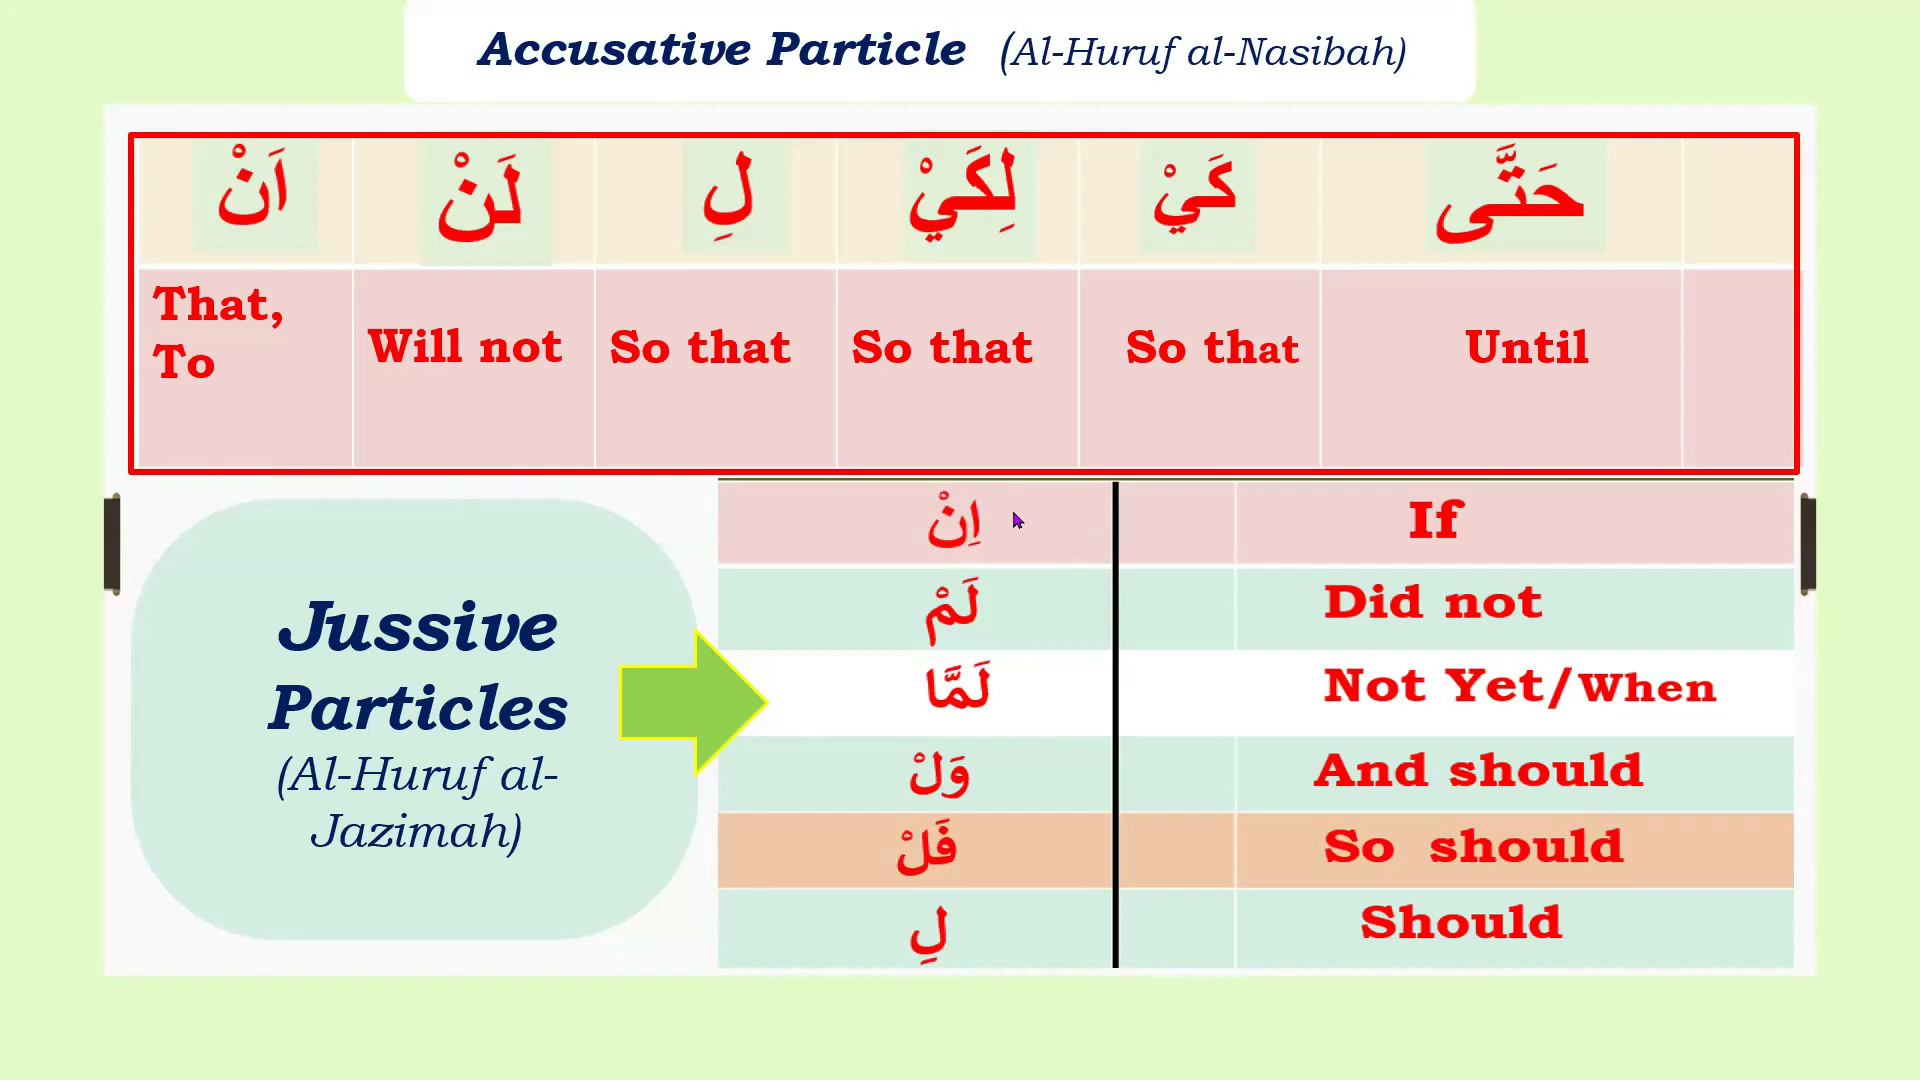 Accusative Particle (Al-Huruf al-Nasibah)
اَنْ لَنْ لِ لِكَيْ كَيْ حَتَّى
That, To
Will not So that So that So that Until
Jussive Particles
(Al-Huruf al-Jazimah)
اِنْ If
لَمْ Did not
لَمَّا Not Yet/When
وَلْ And should
فَلْ So should
لِ Should